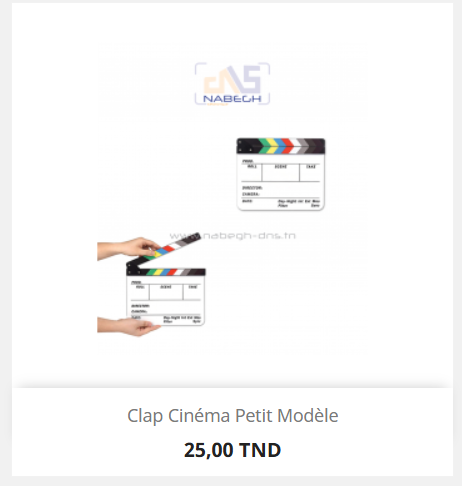 NABEGH
PROD.
ROLL SCENE TAKE
DIRECTOR:
CAMERA:
DATE: Day-Night Int Ext Mos
Filter Sync
www.nabegh-dns.tn
PROD.
ROLL SCENE TAKE
DIRECTOR:
CAMERA:
Day-Night Int Ext Mos
Filter Sync
Clap Cinéma Petit Modèle
25,00 TND